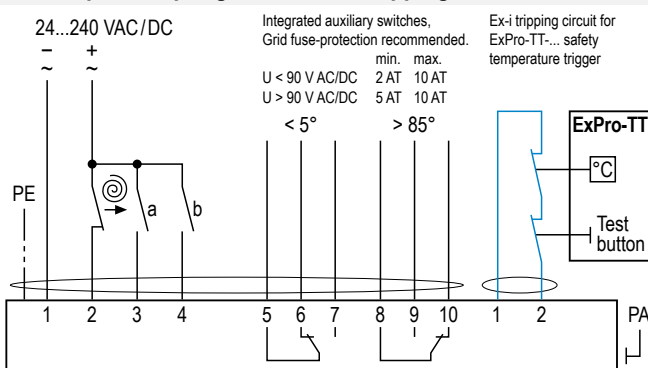 24...240 VAC/DC
− +
~ ~
Integrated auxiliary switches,
Grid fuse-protection recommended.
min. max.
U < 90 V AC/DC 2 AT 10 AT
U > 90 V AC/DC 5 AT 10 AT
< 5° > 85°
Ex-i tripping circuit for
ExPro-TT-... safety
temperature trigger
ExPro-TT
°C
Test
button
PE
a
b
1 2 3 4 5 6 7 8 9 10 1 2
PA